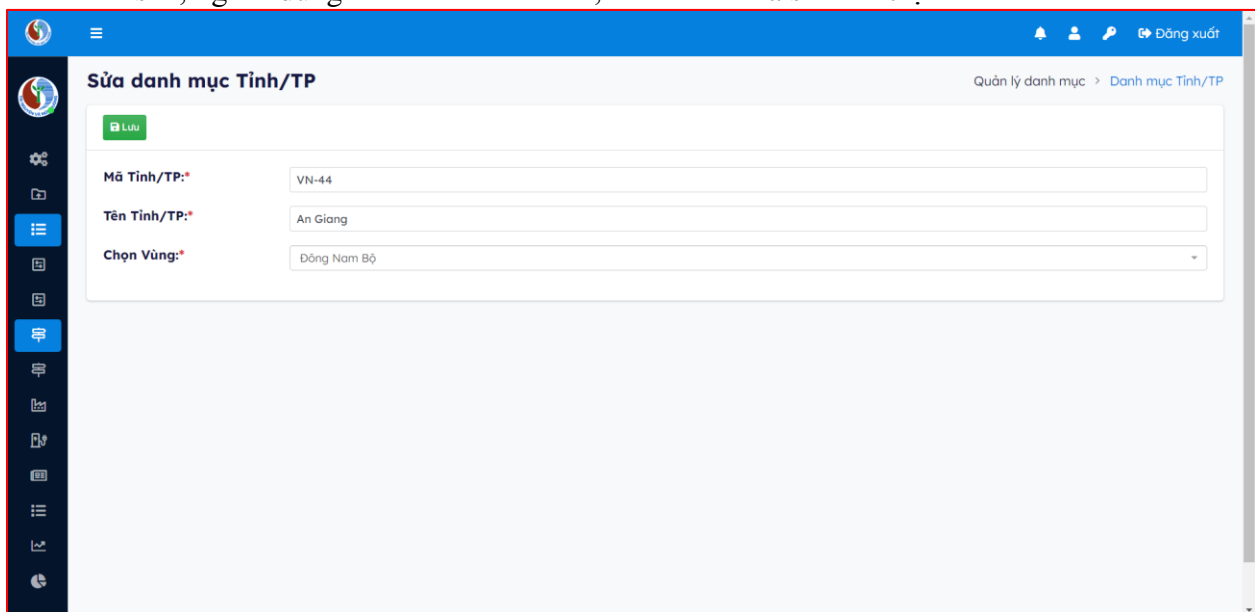 Đăng xuất
Sửa danh mục Tỉnh/TP
Quản lý danh mục > Danh mục Tỉnh/TP
Lưu
Mã Tỉnh/TP:*
VN-44
Tên Tỉnh/TP:*
An Giang
Chọn Vùng:*
Đông Nam Bộ